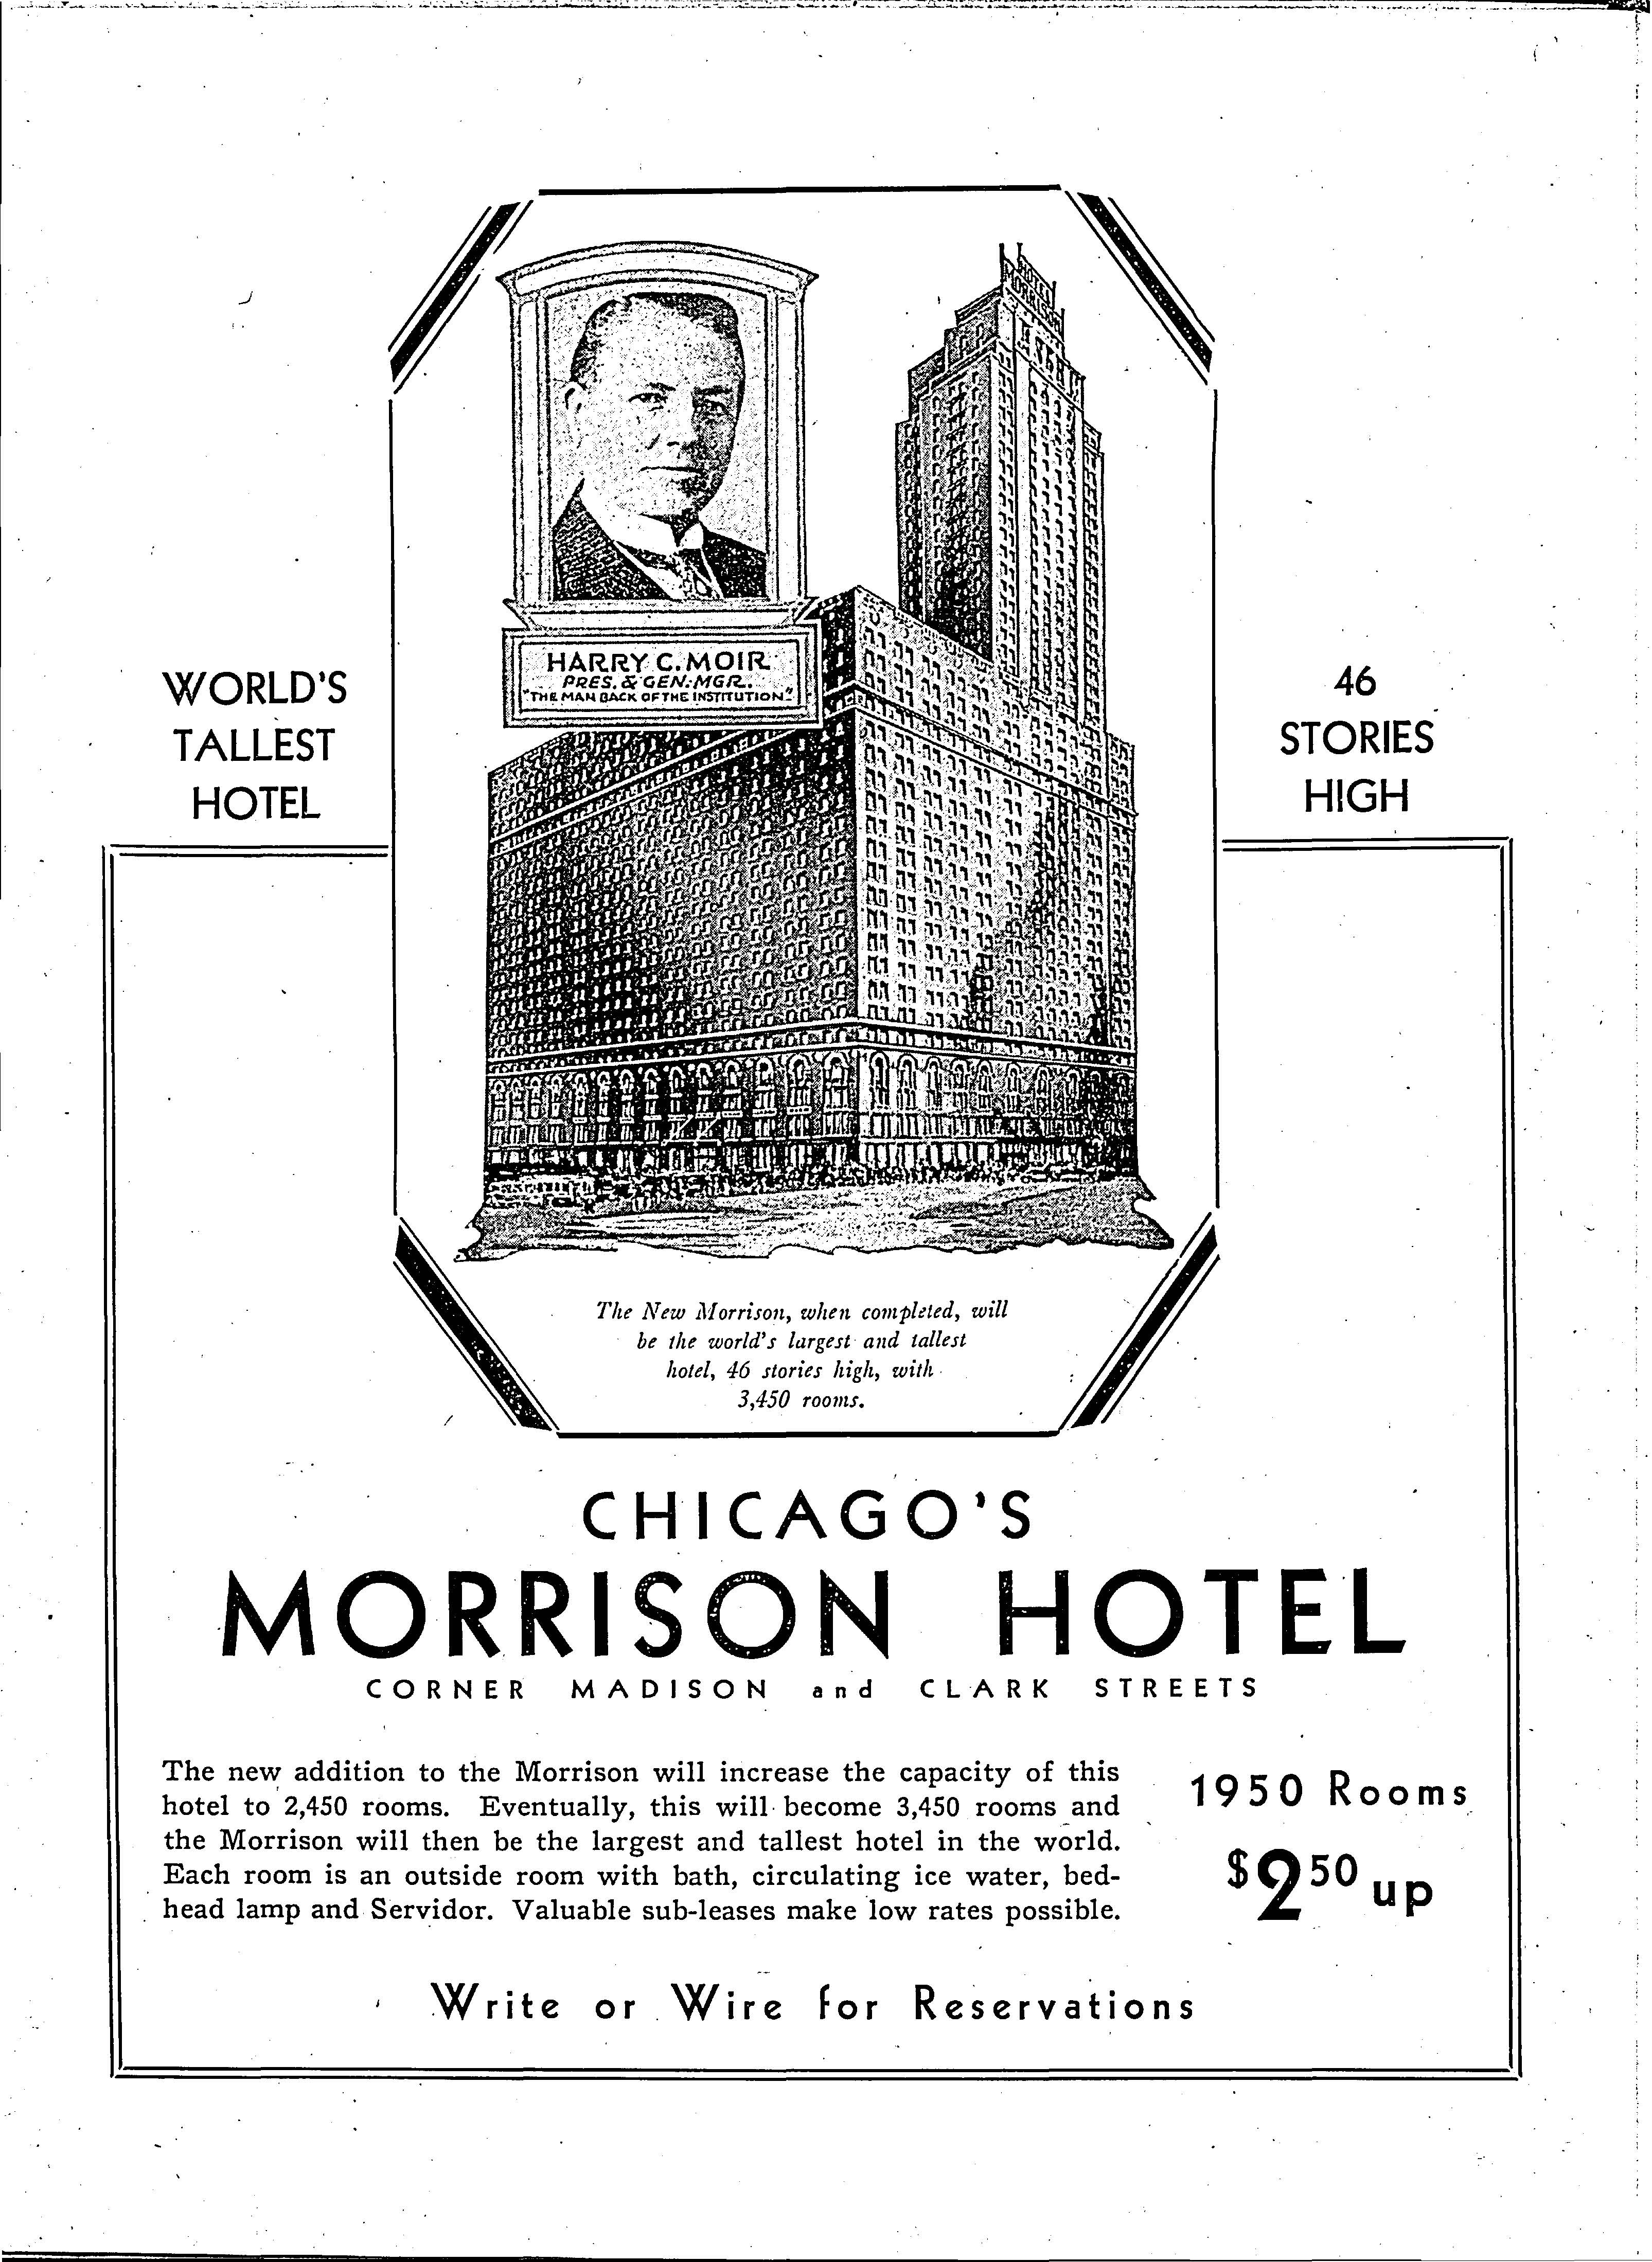 HOTEL
MORRISON
HARRY C. MOIR
PRES. & GEN. MGR.
"THE MAN BACK OF THE INSTITUTION"
WORLD'S
TALLEST
HOTEL
46
STORIES
HIGH
The New Morrison, when completed, will
be the world's largest and tallest
hotel, 46 stories high, with
3,450 rooms.
CHICAGO'S
MORRISON HOTEL
CORNER MADISON and CLARK STREETS
The new addition to the Morrison will increase the capacity of this
hotel to 2,450 rooms. Eventually, this will become 3,450 rooms and
the Morrison will then be the largest and tallest hotel in the world.
Each room is an outside room with bath, circulating ice water, bed-
head lamp and Servidor. Valuable sub-leases make low rates possible.
1950 Rooms
$2.50 up
Write or Wire for Reservations